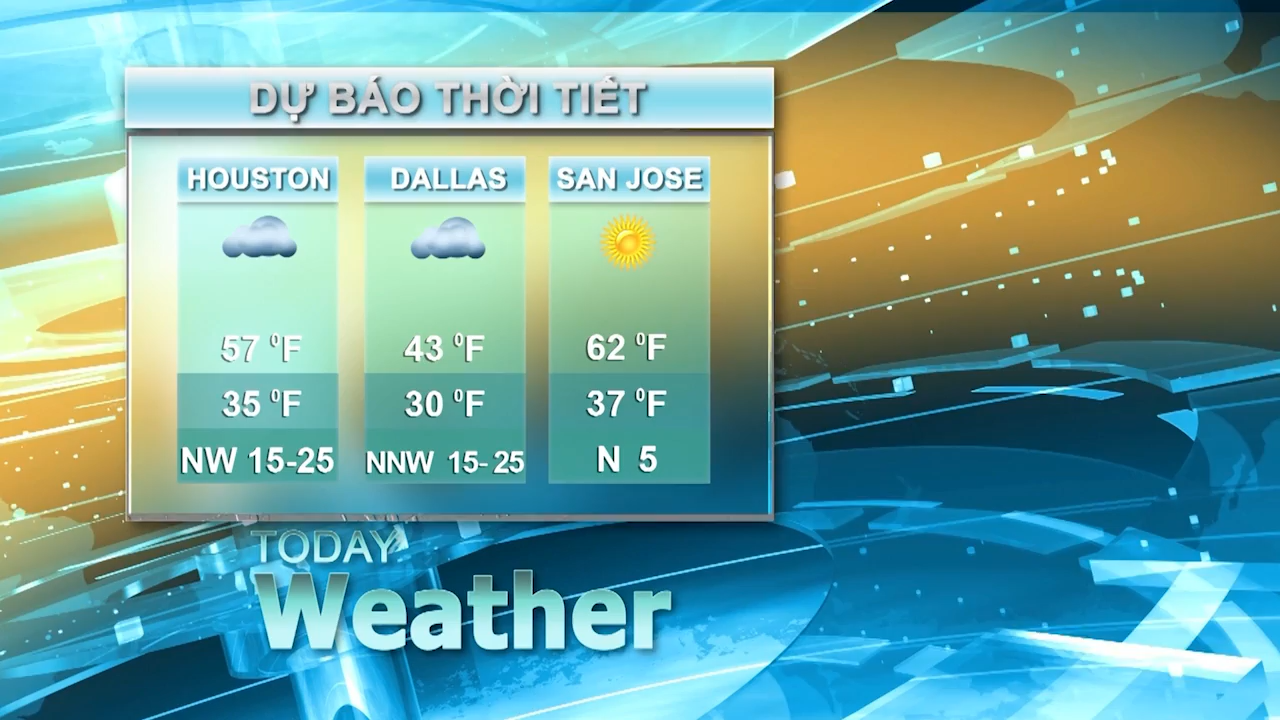 DỰ BÁO THỜI TIẾT
HOUSTON DALLAS SAN JOSE
57 ⁰F 43 ⁰F 62 ⁰F
35 ⁰F 30 ⁰F 37 ⁰F
NW 15-25 NNW 15-25 N 5
TODAY
Weather